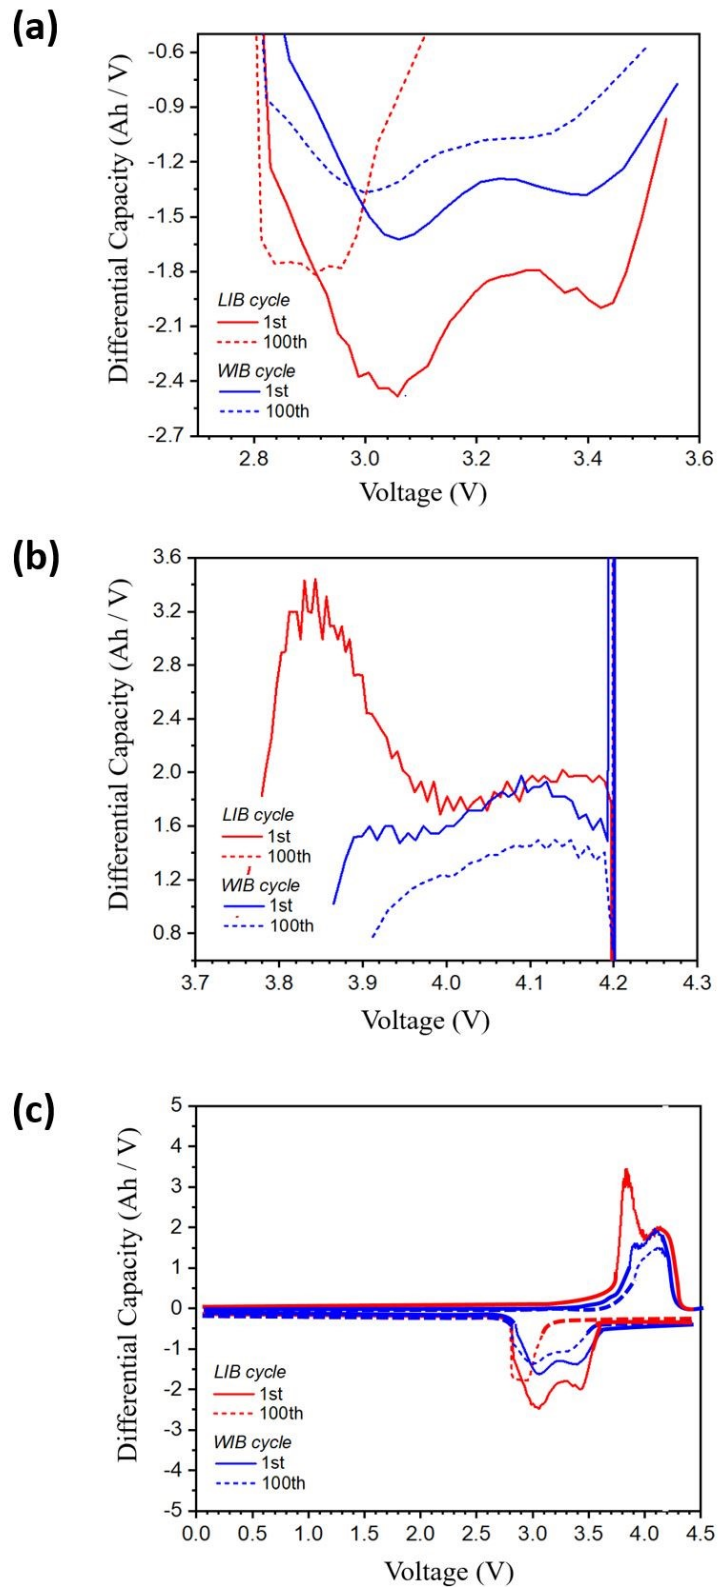 (a)
Differential Capacity (Ah / V)
-0.6
-0.9
-1.2
-1.5
-1.8
-2.1
-2.4
-2.7
LIB cycle
1st
100th
WIB cycle
1st
100th
2.8 3.0 3.2 3.4 3.6
Voltage (V)
(b)
Differential Capacity (Ah / V)
3.6
3.2
2.8
2.4
2.0
1.6
1.2
0.8
LIB cycle
1st
100th
WIB cycle
1st
100th
3.7 3.8 3.9 4.0 4.1 4.2 4.3
Voltage (V)
(c)
Differential Capacity (Ah / V)
5
4
3
2
1
0
-1
-2
-3
-4
-5
LIB cycle
1st
100th
WIB cycle
1st
100th
0.0 0.5 1.0 1.5 2.0 2.5 3.0 3.5 4.0 4.5
Voltage (V)